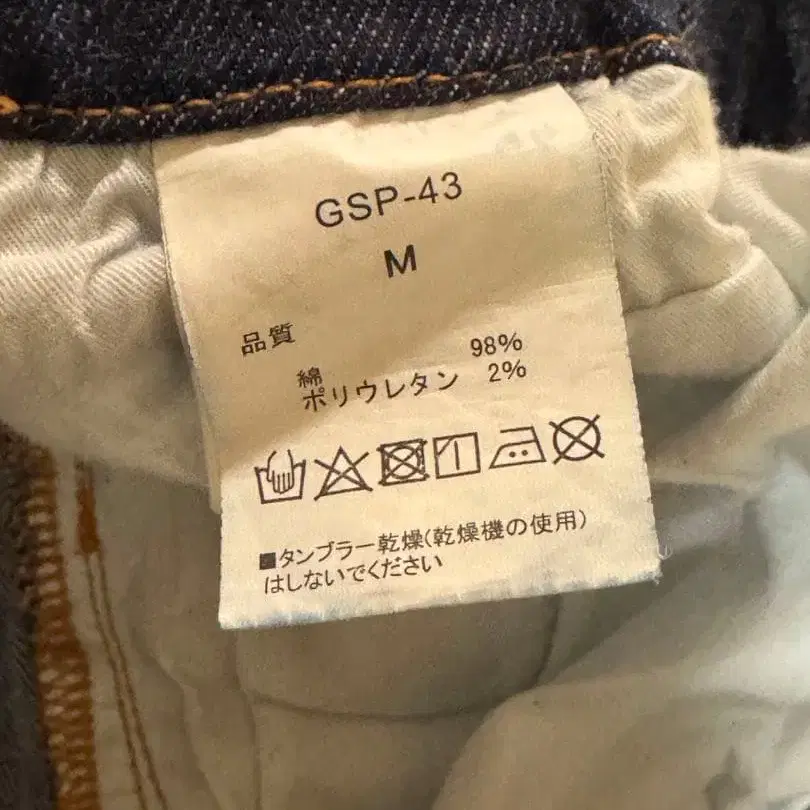 GSP-43
M
品質
綿 98%
ポリウレタン 2%
■タンブラー乾燥(乾燥機の使用)
はしないでください